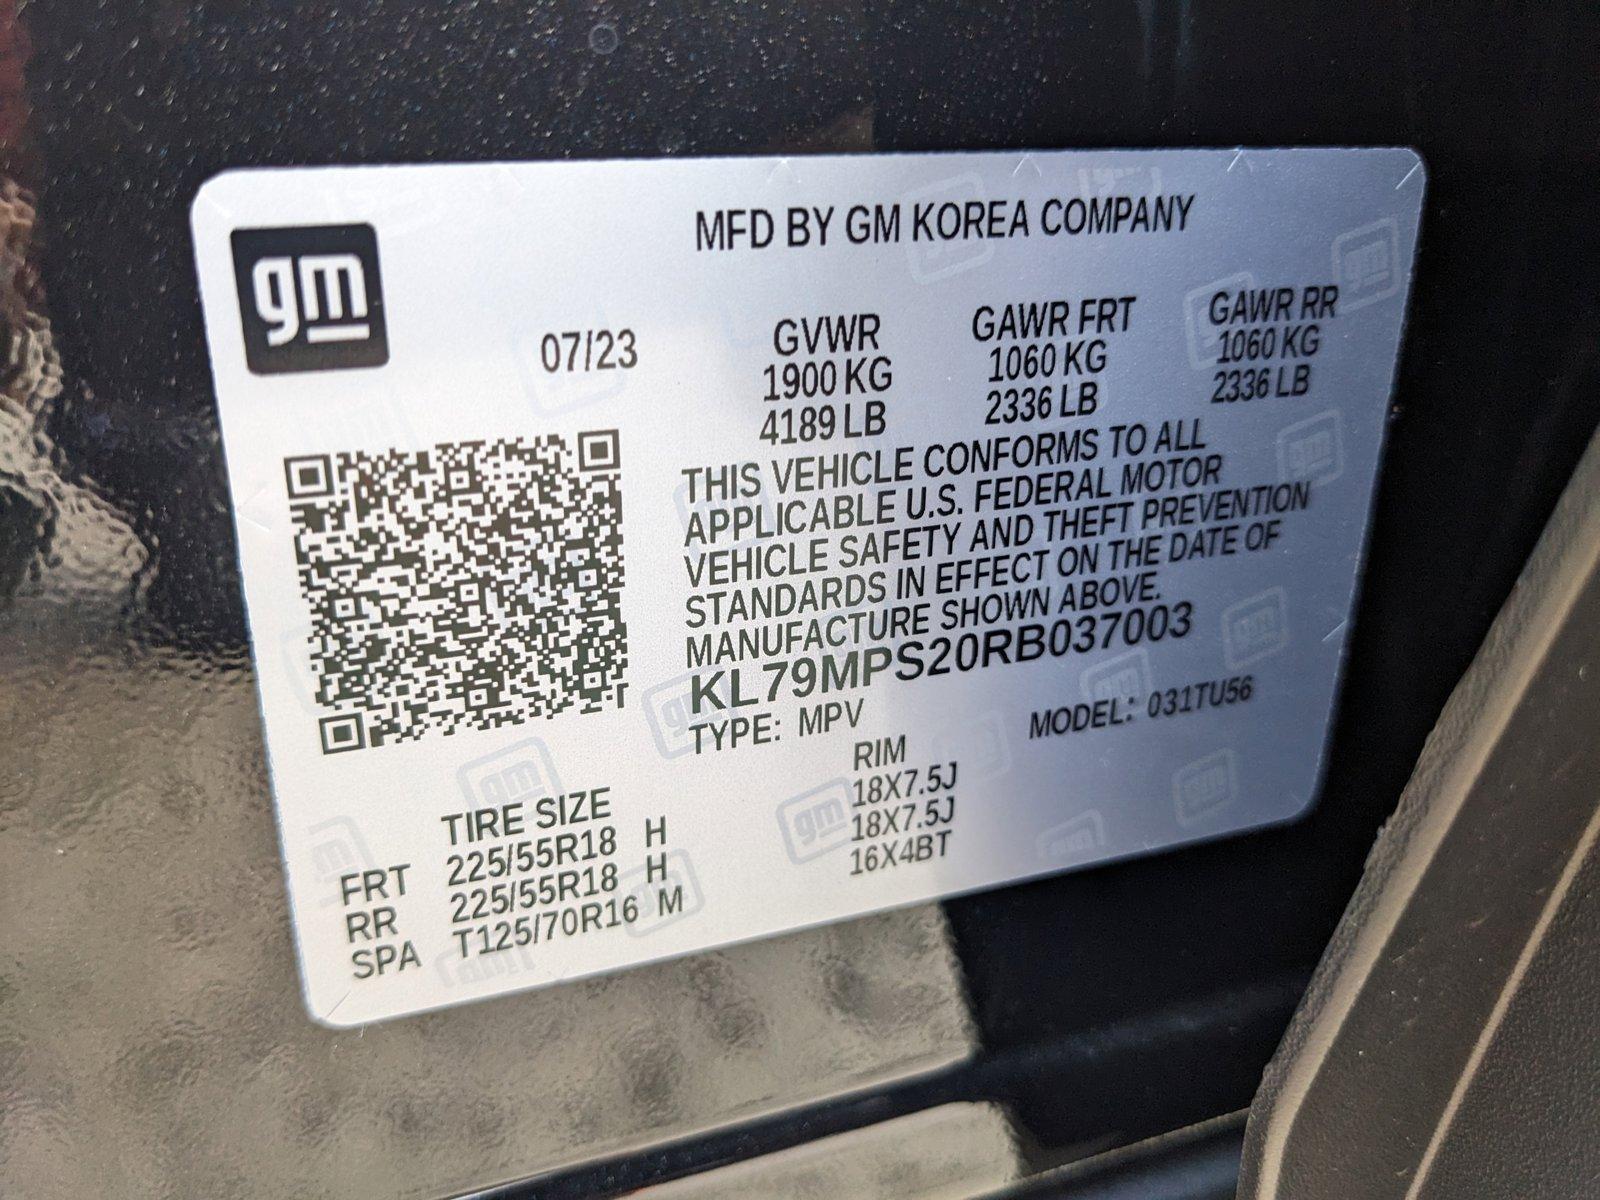 gm
MFD BY GM KOREA COMPANY
07/23
GVWR GAWR FRT GAWR RR
1900 KG 1060 KG 1060 KG
4189 LB 2336 LB 2336 LB
THIS VEHICLE CONFORMS TO ALL
APPLICABLE U.S. FEDERAL MOTOR
VEHICLE SAFETY AND THEFT PREVENTION
STANDARDS IN EFFECT ON THE DATE OF
MANUFACTURE SHOWN ABOVE.
KL79MPS20RB037003
TYPE: MPV MODEL: 031TU56
TIRE SIZE RIM
FRT 225/55R18 H 18X7.5J
RR 225/55R18 H 18X7.5J
SPA T125/70R16 M 16X4BT